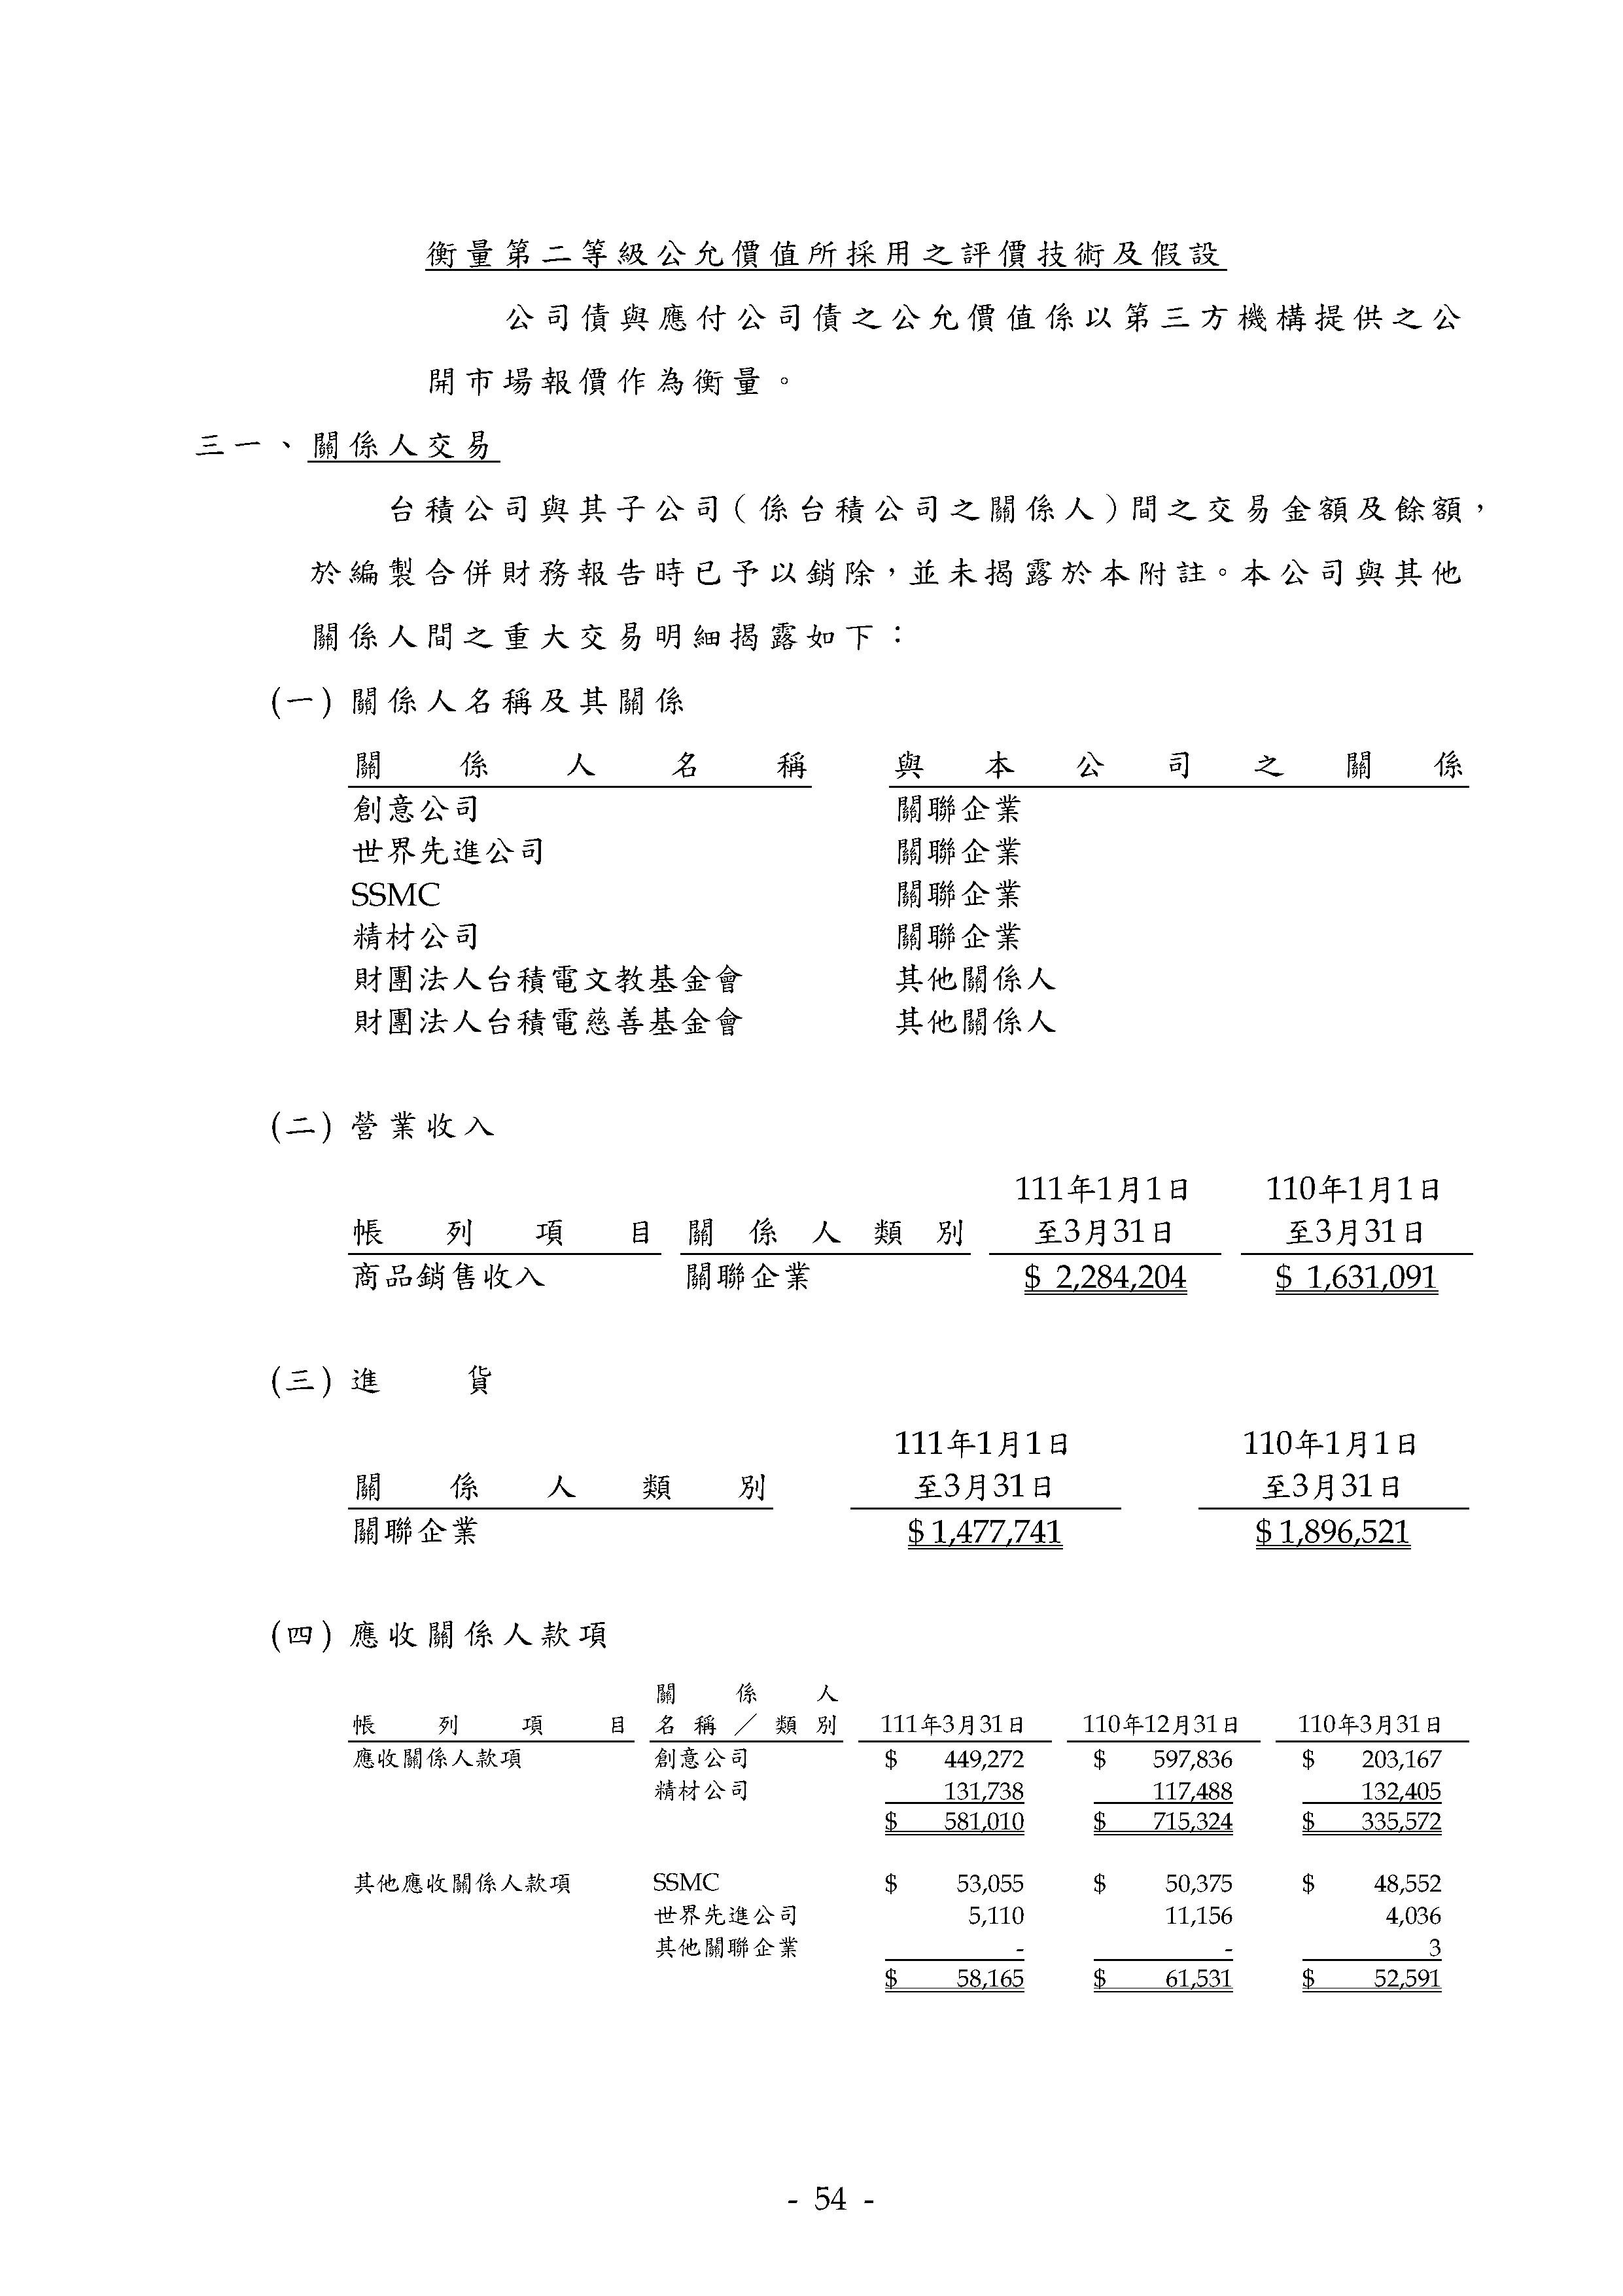 衡量第二等級公允價值所採用之評價技術及假設
公司債與應付公司債之公允價值係以第三方機構提供之公
開市場報價作為衡量。
三一、關係人交易
台積公司與其子公司（係台積公司之關係人）間之交易金額及餘額，
於編製合併財務報告時已予以銷除，並未揭露於本附註。本公司與其他
關係人間之重大交易明細揭露如下：
(一) 關係人名稱及其關係
關係人名稱 與本公司之關係
創意公司 關聯企業
世界先進公司 關聯企業
SSMC 關聯企業
精材公司 關聯企業
財團法人台積電文教基金會 其他關係人
財團法人台積電慈善基金會 其他關係人
(二) 營業收入
111年1月1日 110年1月1日
帳列項目 關係人類別 至3月31日 至3月31日
商品銷售收入 關聯企業 $ 2,284,204 $ 1,631,091
(三) 進貨
111年1月1日 110年1月1日
關係人類別 至3月31日 至3月31日
關聯企業 $ 1,477,741 $ 1,896,521
(四) 應收關係人款項
關係人
帳列項目 名稱／類別 111年3月31日 110年12月31日 110年3月31日
應收關係人款項 創意公司 $ 449,272 $ 597,836 $ 203,167
精材公司 131,738 117,488 132,405
$ 581,010 $ 715,324 $ 335,572
其他應收關係人款項 SSMC $ 53,055 $ 50,375 $ 48,552
世界先進公司 5,110 11,156 4,036
其他關聯企業 - - 3
$ 58,165 $ 61,531 $ 52,591
- 54 -